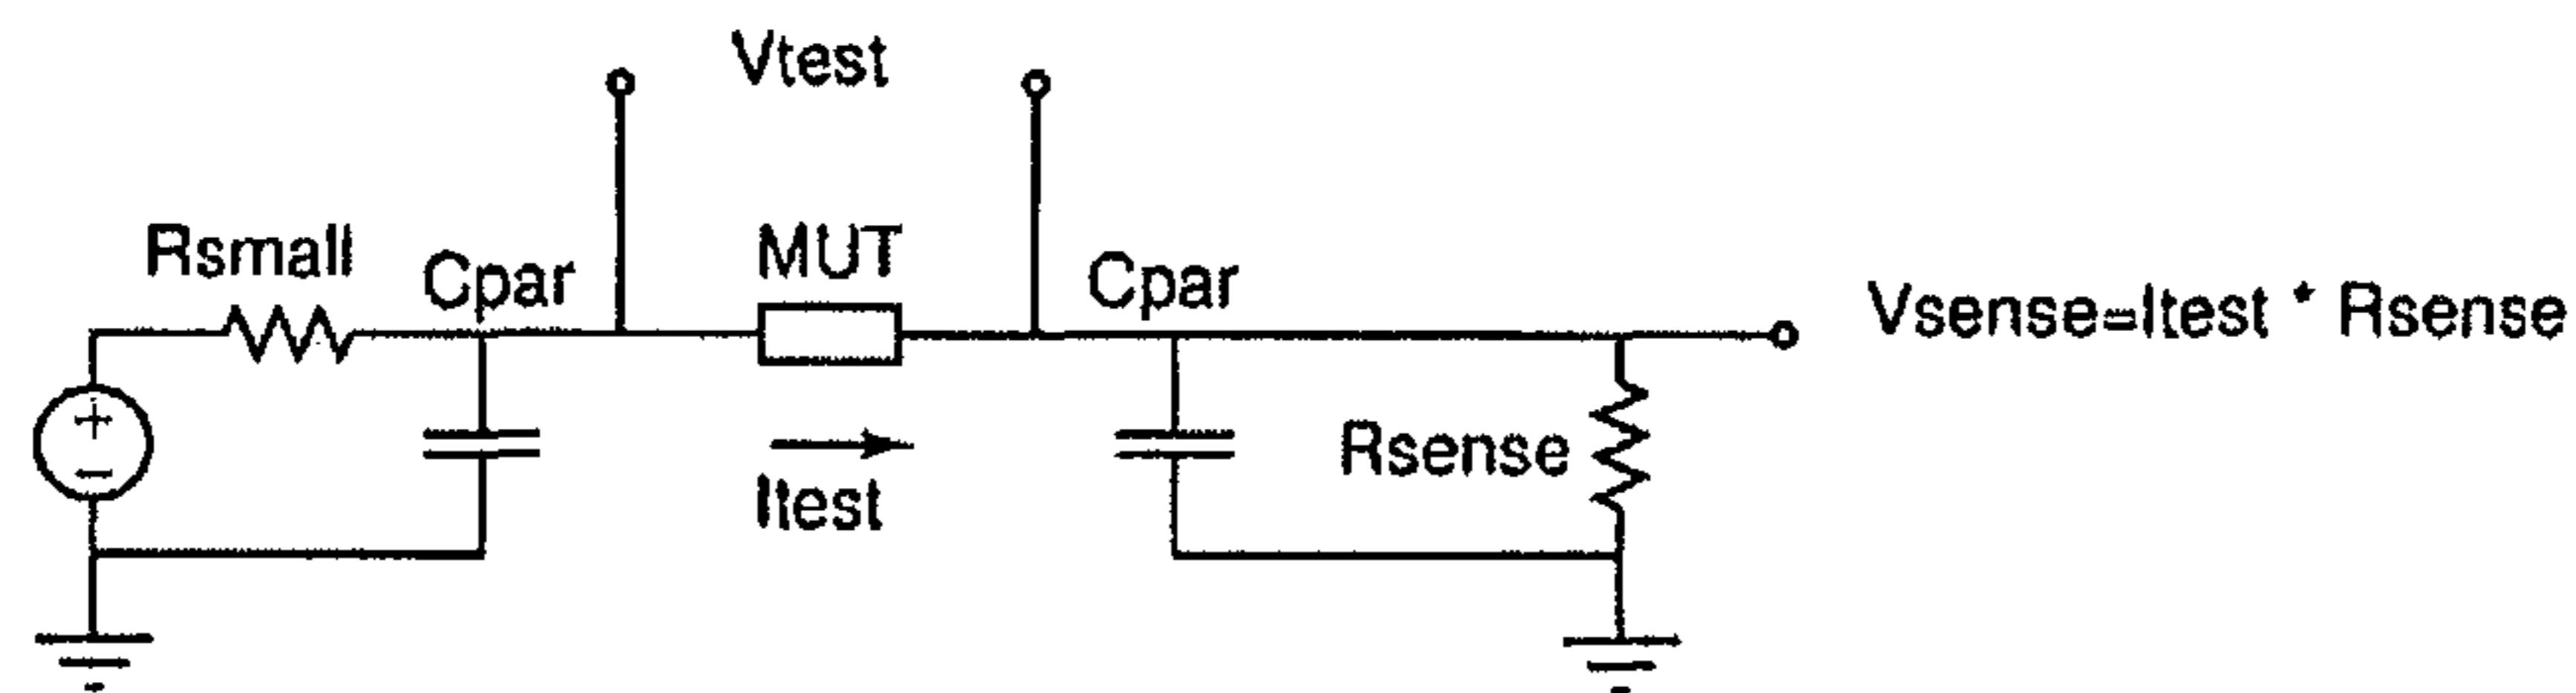 Vtest
Rsmall
Cpar
MUT
Cpar
Vsense=Itest * Rsense
+
−
Itest
Rsense